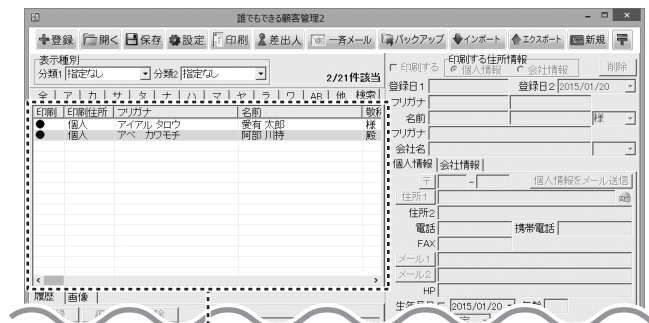 誰でもできる顧客管理2
登録 開く 保存 設定 印刷 差出人 一斉メール バックアップ インポート エクスポート 新規 〒
表示種別
分類1 指定なし 分類2 指定なし
2/21件該当
全 ア カ サ タ ナ ハ マ ヤ ラ ワ AB 他 検索
印刷 印刷住所 フリガナ 名前 敬称
● 個人 アイアル タロウ 愛有 太郎 様
● 個人 アベ カワモチ 阿部 川持 殿
履歴 画像
印刷する 印刷する住所情報 個人情報 会社情報 削除
登録日1 登録日2 2015/01/20
フリガナ
名前 様
フリガナ
会社名
個人情報 会社情報
〒 - 個人情報をメール送信
住所1
住所2
電話 携帯電話
FAX
メール1
メール2
HP
2015/01/20